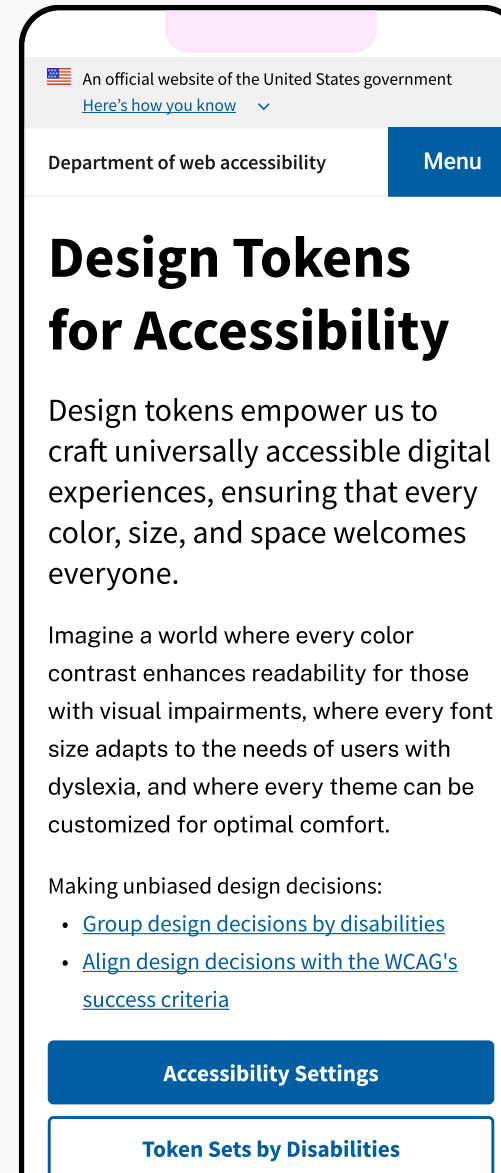 An official website of the United States government
Here’s how you know
Department of web accessibility
Menu
Design Tokens
for Accessibility
Design tokens empower us to
craft universally accessible digital
experiences, ensuring that every
color, size, and space welcomes
everyone.
Imagine a world where every color
contrast enhances readability for those
with visual impairments, where every font
size adapts to the needs of users with
dyslexia, and where every theme can be
customized for optimal comfort.
Making unbiased design decisions:
• Group design decisions by disabilities
• Align design decisions with the WCAG's
success criteria
Accessibility Settings
Token Sets by Disabilities